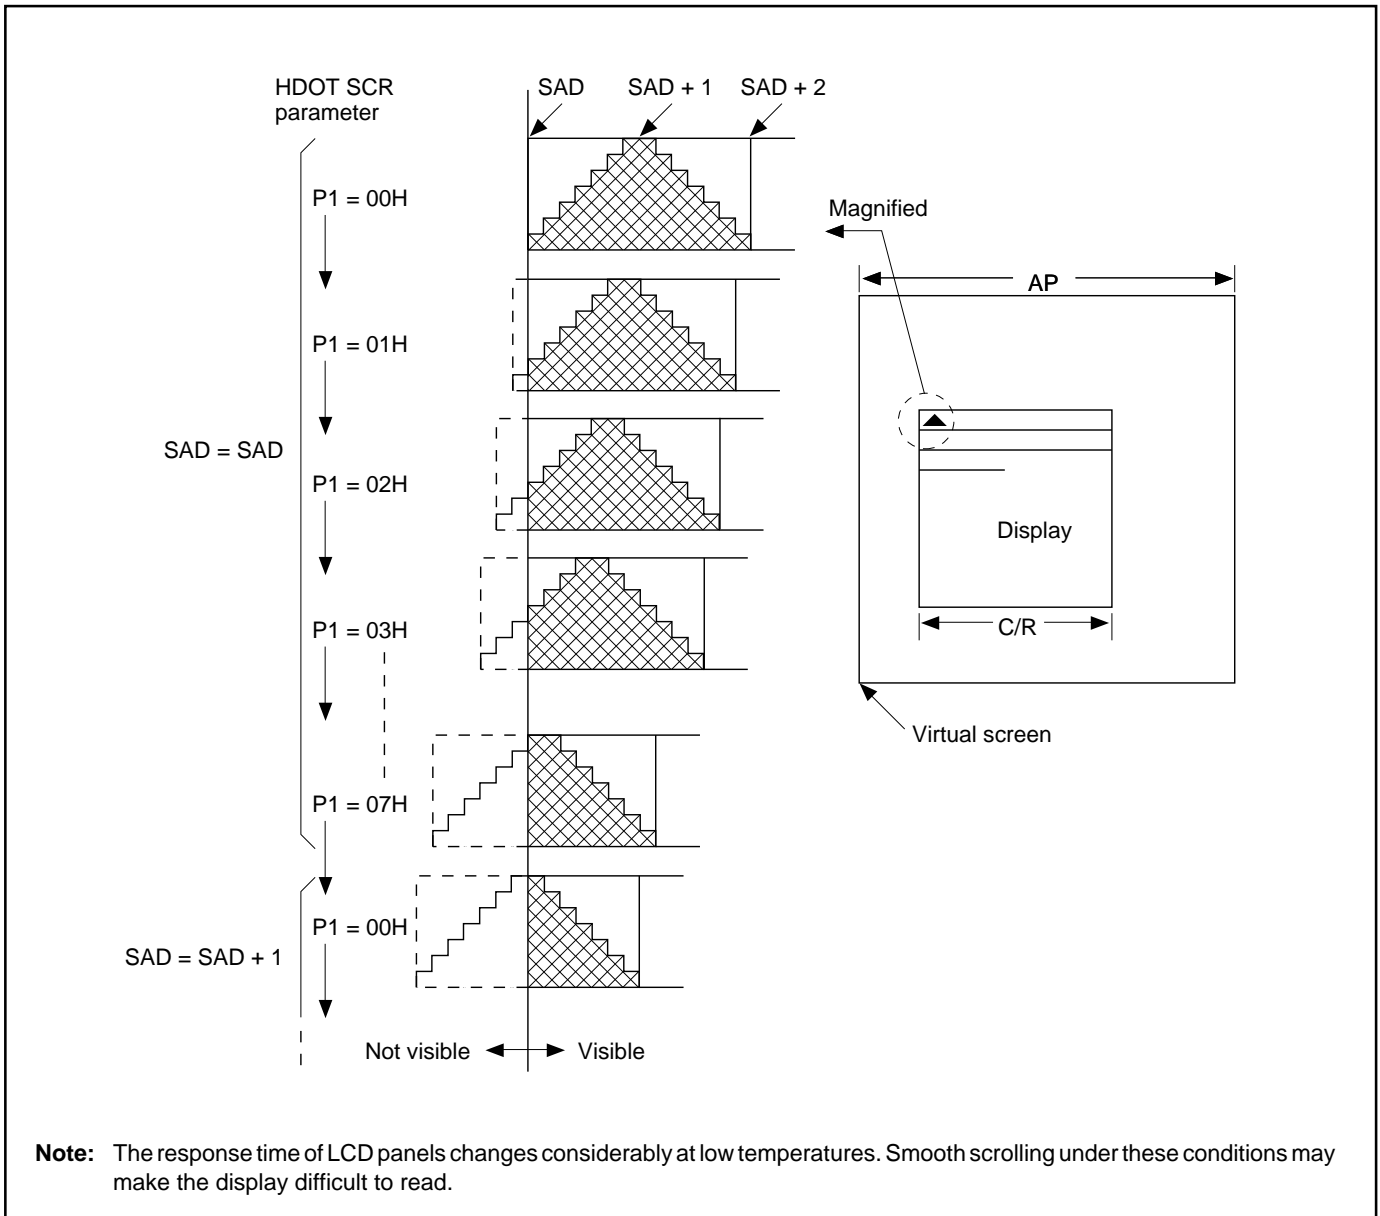 HDOT SCR
parameter
SAD
SAD + 1
SAD + 2
P1 = 00H
P1 = 01H
P1 = 02H
P1 = 03H
P1 = 07H
SAD = SAD
P1 = 00H
SAD = SAD + 1
Not visible
Visible
Magnified
AP
Display
C/R
Virtual screen
Note: The response time of LCD panels changes considerably at low temperatures. Smooth scrolling under these conditions may
make the display difficult to read.